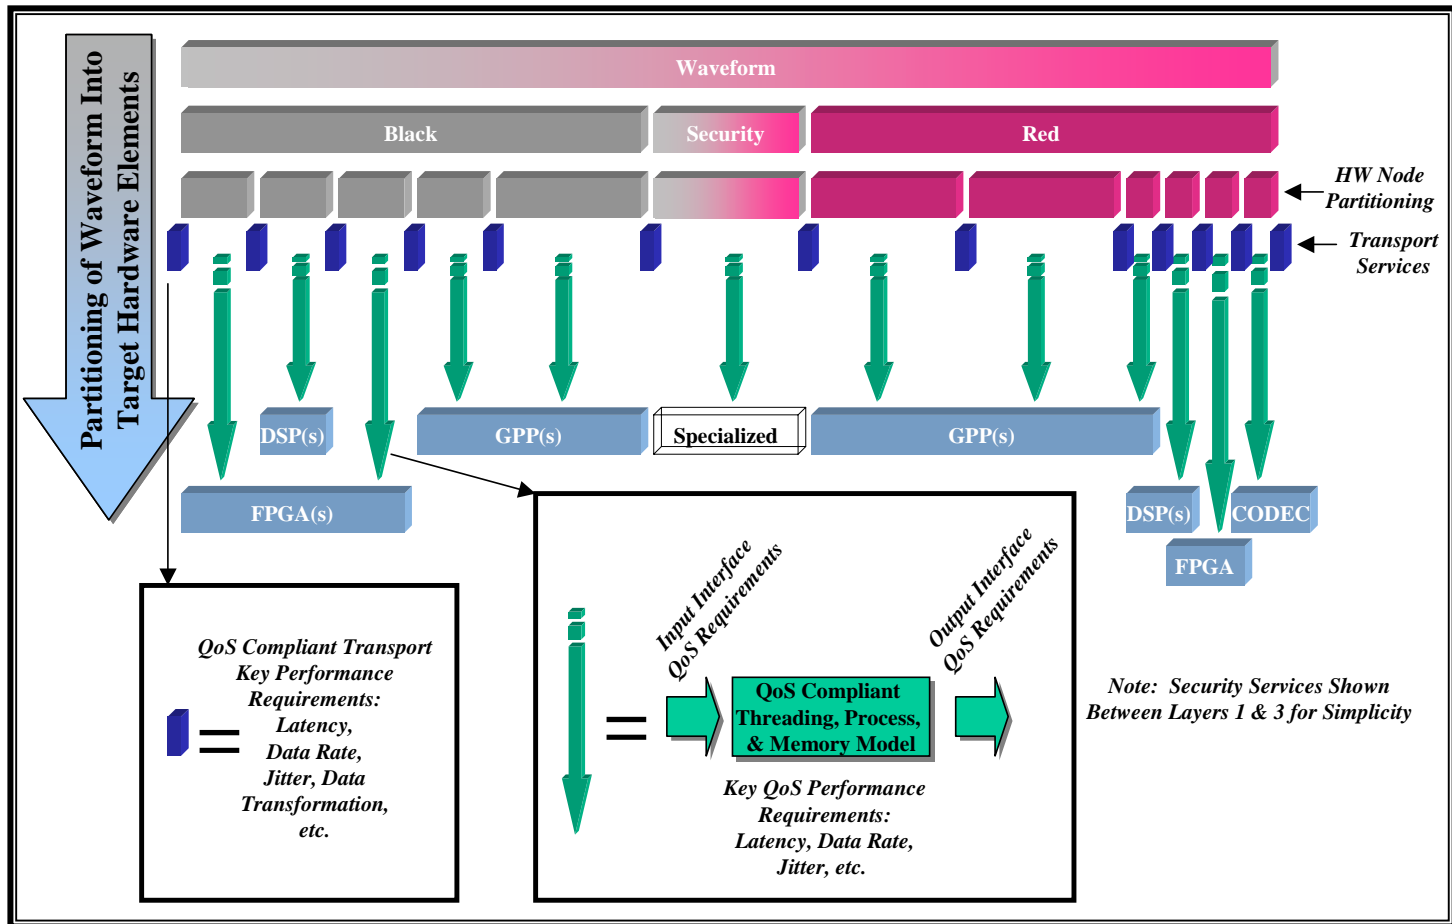 Partitioning of Waveform Into
Target Hardware Elements
Waveform
Black
Security
Red
HW Node
Partitioning
Transport
Services
DSP(s)
GPP(s)
Specialized
GPP(s)
FPGA(s)
DSP(s)
CODEC
FPGA
QoS Compliant Transport
Key Performance
Requirements:
Latency,
Data Rate,
Jitter, Data
Transformation,
etc.
=
=
Input Interface
QoS Requirements
QoS Compliant
Threading, Process,
& Memory Model
Output Interface
QoS Requirements
Key QoS Performance
Requirements:
Latency, Data Rate,
Jitter, etc.
Note: Security Services Shown
Between Layers 1 & 3 for Simplicity